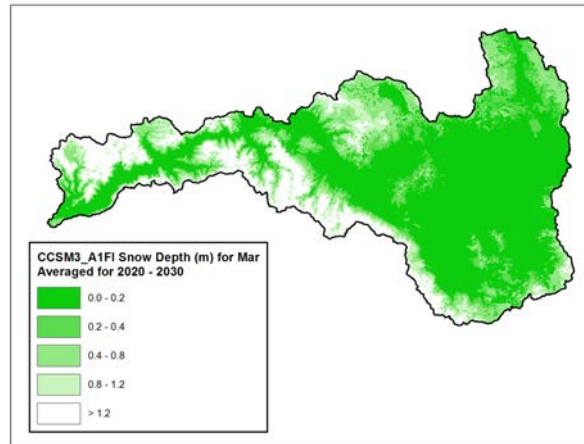 CCSM3_A1FI Snow Depth (m) for Mar
Averaged for 2020 - 2030
0.0 - 0.2
0.2 - 0.4
0.4 - 0.8
0.8 - 1.2
> 1.2